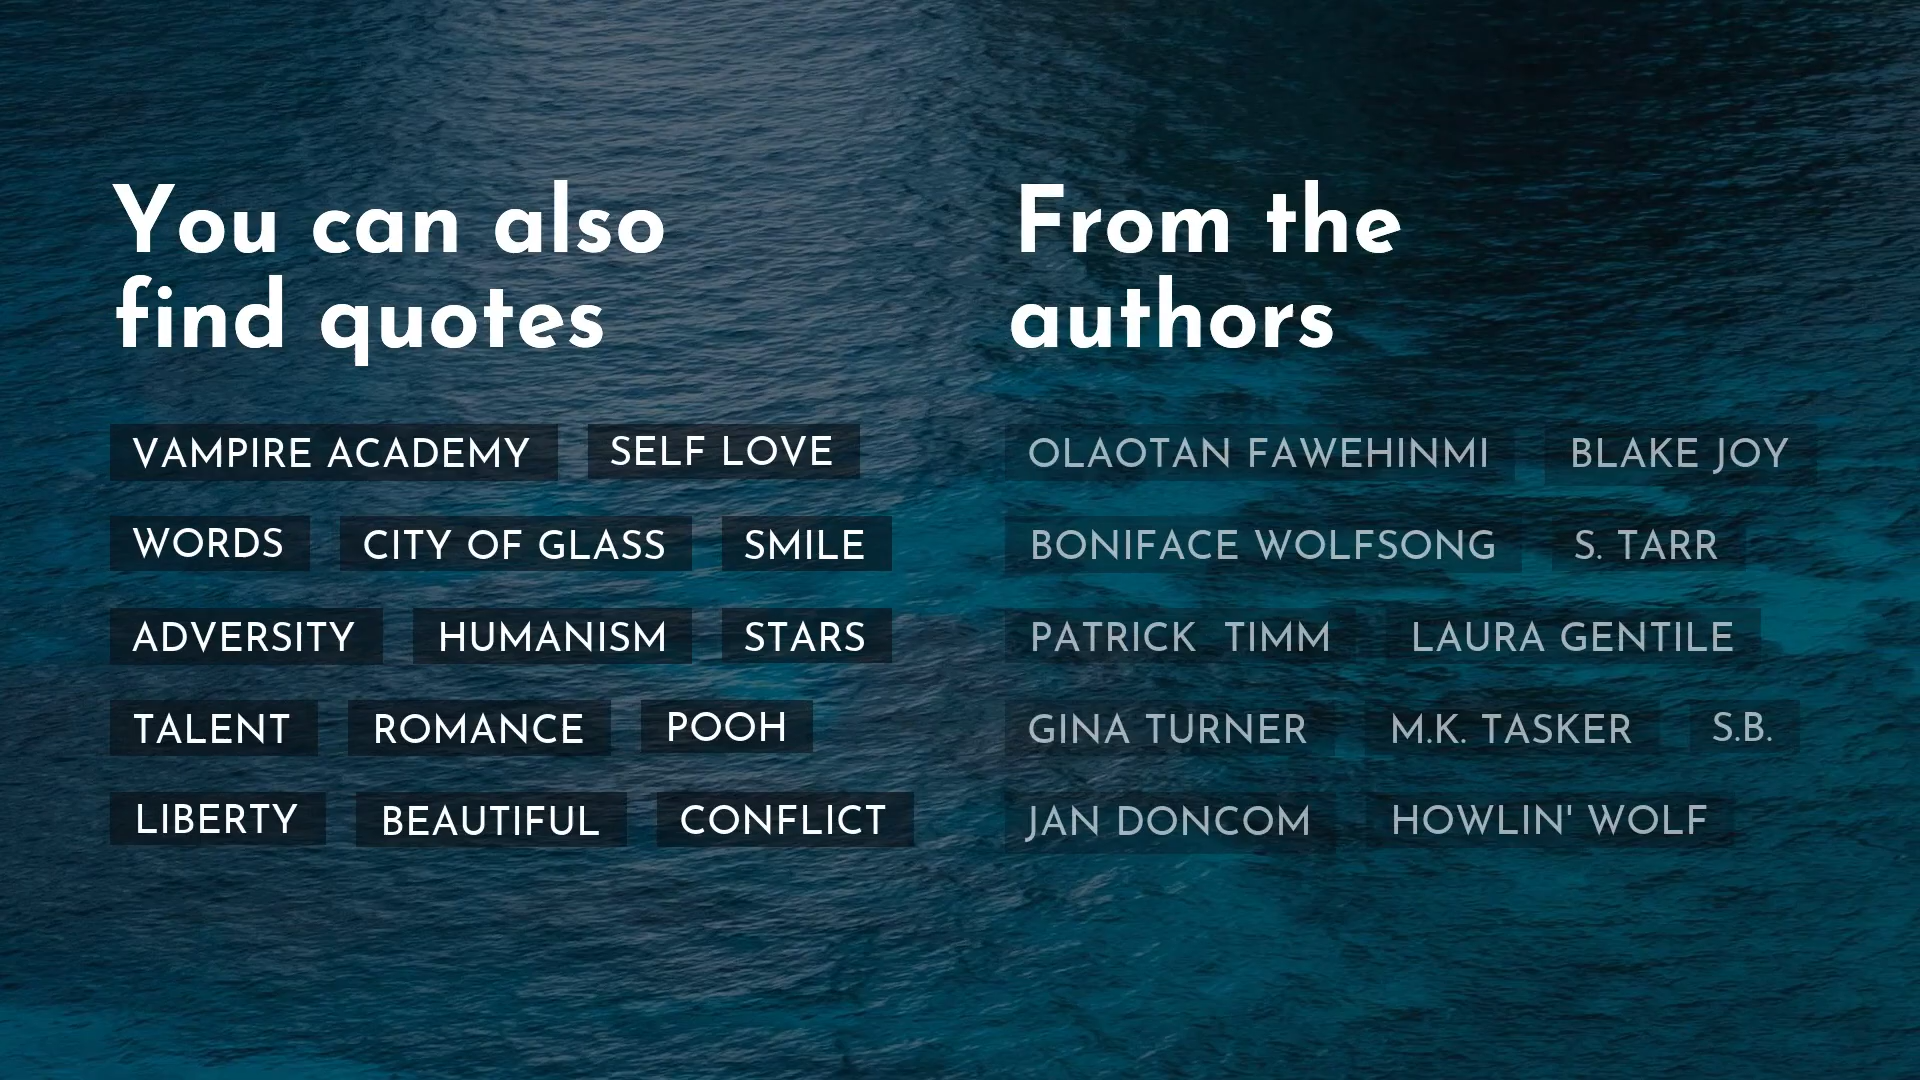 You can also
find quotes
VAMPIRE ACADEMY SELF LOVE
WORDS CITY OF GLASS SMILE
ADVERSITY HUMANISM STARS
TALENT ROMANCE POOH
LIBERTY BEAUTIFUL CONFLICT
From the
authors
OLAOTAN FAWEHINMI BLAKE JOY
BONIFACE WOLFSONG S. TARR
PATRICK TIMM LAURA GENTILE
GINA TURNER M.K. TASKER S.B.
JAN DONCOM HOWLIN' WOLF